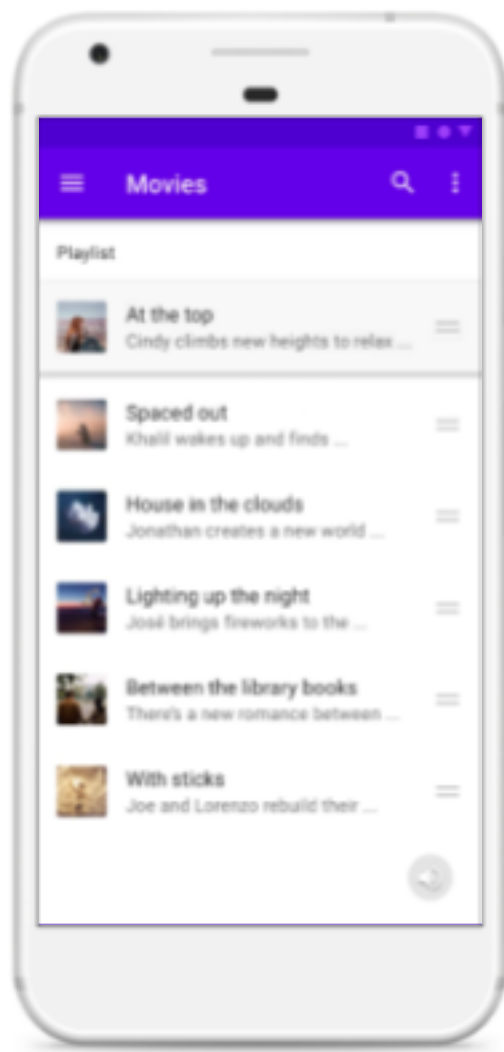 Movies
Playlist
At the top
Cindy climbs new heights to relax ...
Spaced out
Khalil wakes up and finds ...
House in the clouds
Jonathan creates a new world ...
Lighting up the night
José brings fireworks to the ...
Between the library books
There's a new romance between ...
With sticks
Joe and Lorenzo rebuild their ...